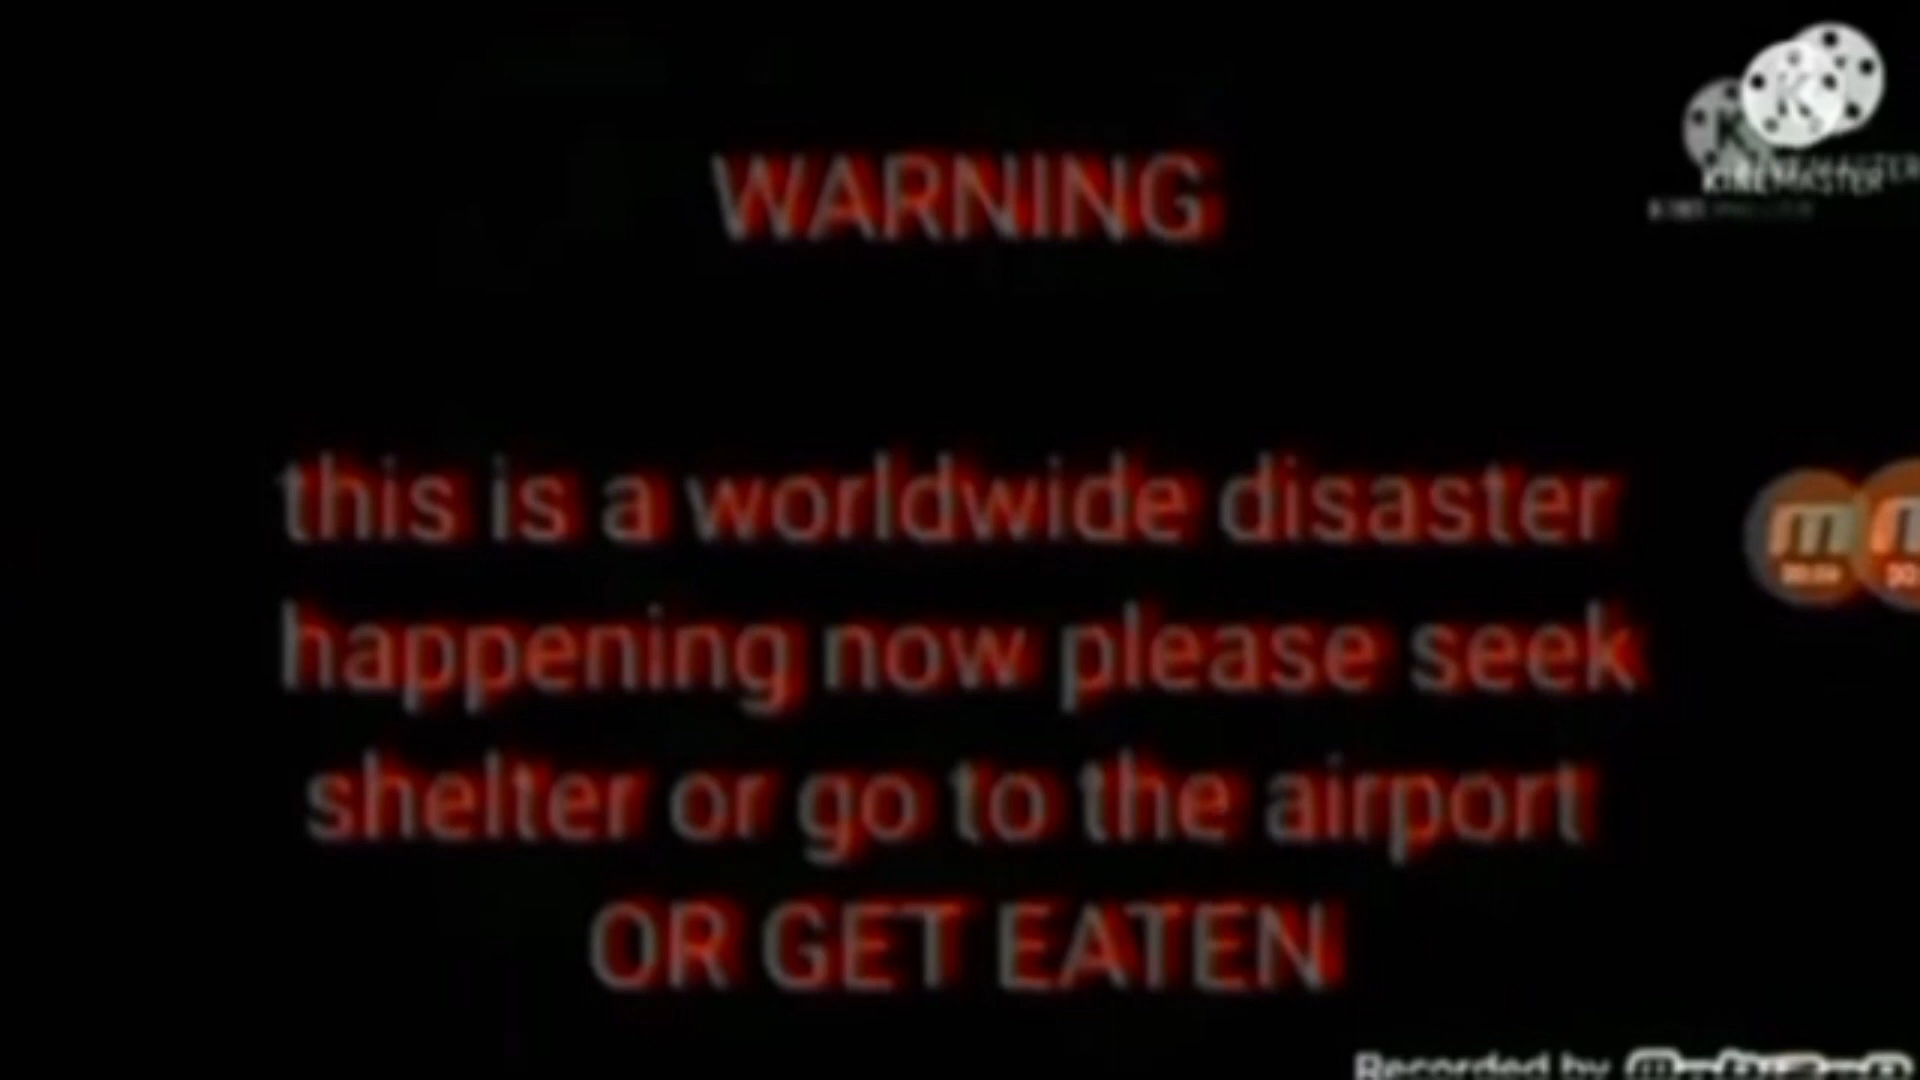 KINEMASTER
WARNING
this is a worldwide disaster
happening now please seek
shelter or go to the airport
OR GET EATEN
Recorded by